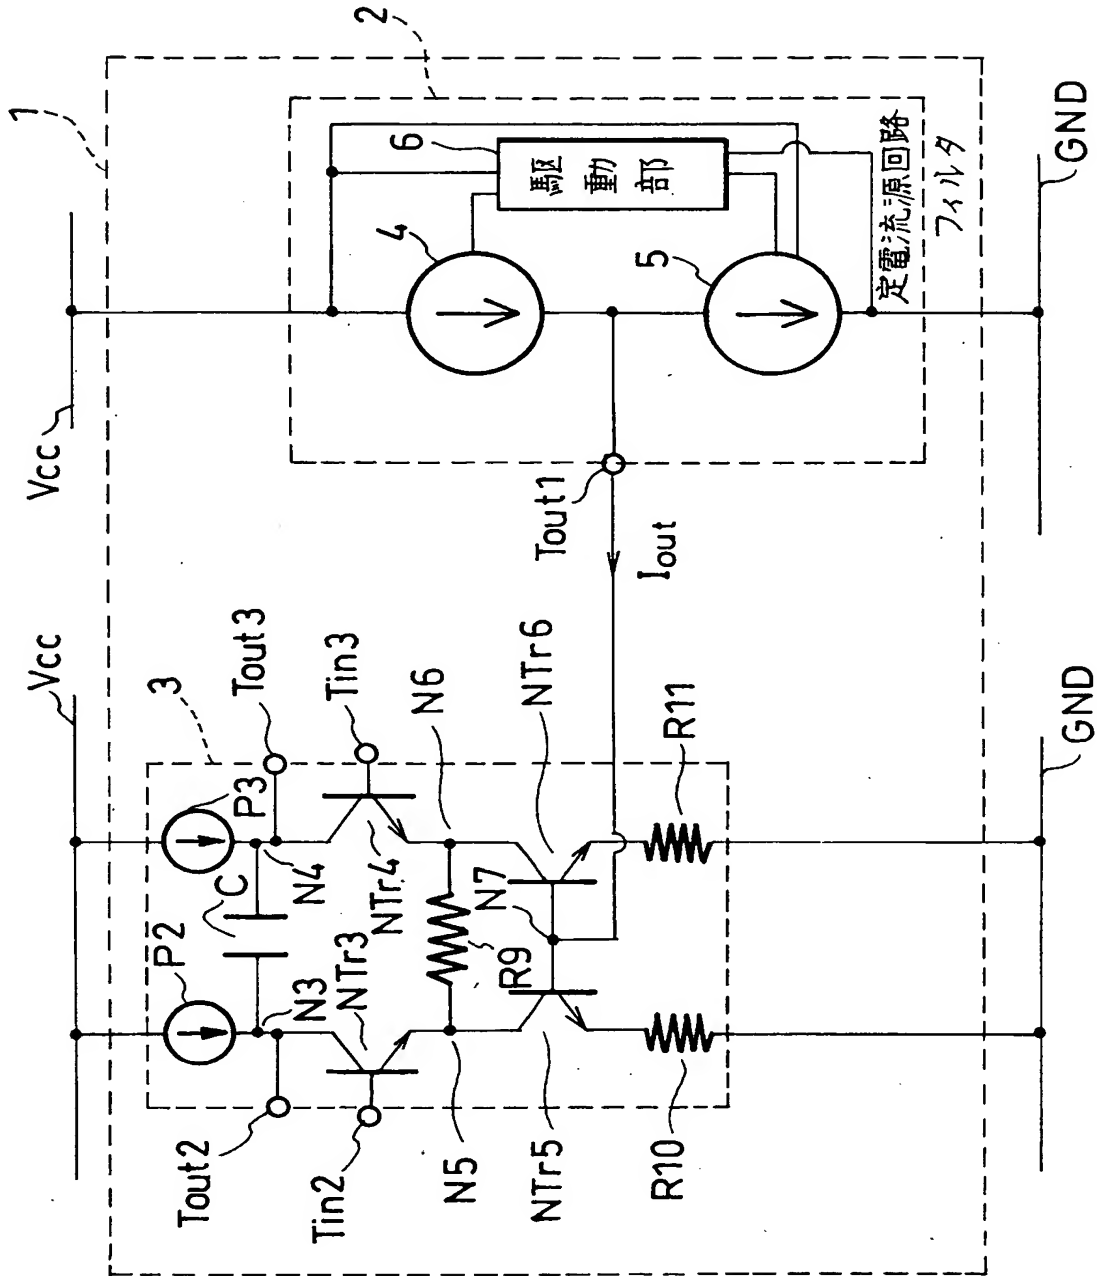 1
2
Vcc
Vcc
6
駆動部
4
5
定電流源回路
フィルタ
GND
GND
Tout1
Iout
3
Tout3
Tin3
P3
P2
C
N4
N3
NTr4
NTr3
N6
N7
R9
NTr6
R11
Tout2
Tin2
N5
NTr5
R10